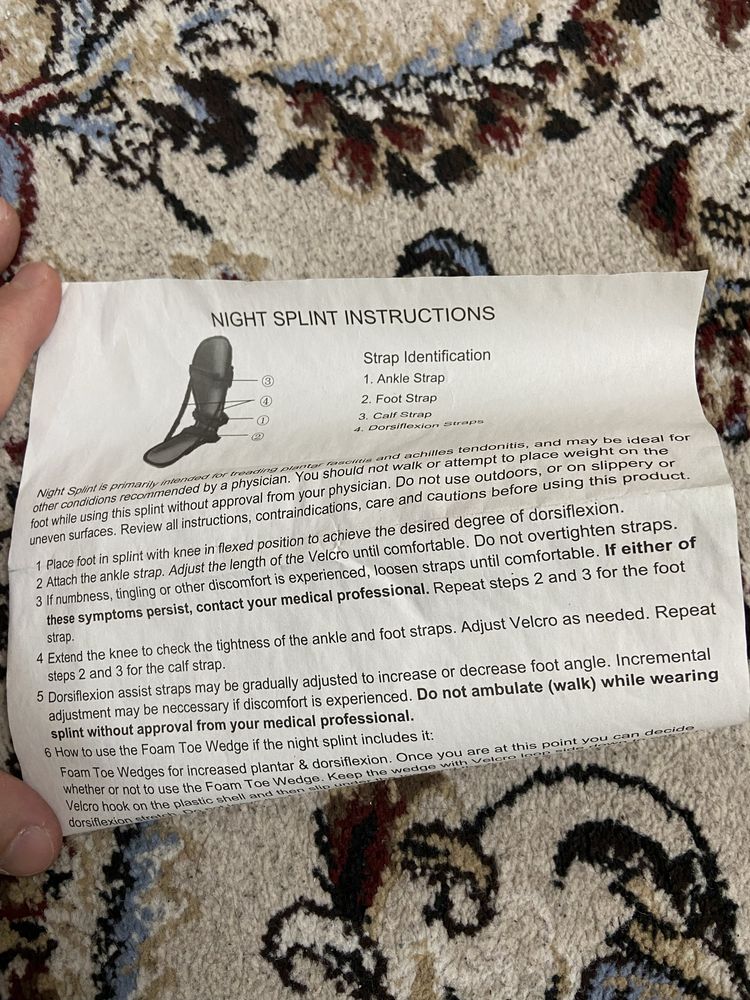 NIGHT SPLINT INSTRUCTIONS
Strap Identification
1. Ankle Strap
2. Foot Strap
3. Calf Strap
4. Dorsiflexion Straps
③
④
①
②
Night Splint is primarily intended for treading plantar fasciitis and achilles tendonitis, and may be ideal for
other condidions recommended by a physician. You should not walk or attempt to place weight on the
foot while using this splint without approval from your physician. Do not use outdoors, or on slippery or
uneven surfaces. Review all instructions, contraindications, care and cautions before using this product.
1 Place foot in splint with knee in flexed position to achieve the desired degree of dorsiflexion.
2 Attach the ankle strap. Adjust the length of the Velcro until comfortable. Do not overtighten straps.
3 If numbness, tingling or other discomfort is experienced, loosen straps until comfortable. If either of
these symptoms persist, contact your medical professional. Repeat steps 2 and 3 for the foot
strap.
4 Extend the knee to check the tightness of the ankle and foot straps. Adjust Velcro as needed. Repeat
steps 2 and 3 for the calf strap.
5 Dorsiflexion assist straps may be gradually adjusted to increase or decrease foot angle. Incremental
adjustment may be neccessary if discomfort is experienced. Do not ambulate (walk) while wearing
splint without approval from your medical professional.
6 How to use the Foam Toe Wedge if the night splint includes it:
Foam Toe Wedges for increased plantar & dorsiflexion. Once you are at this point you can decide
whether or not to use the Foam Toe Wedge. Keep the wedge with Velcro loop side down
Velcro hook on the plastic shell and then slip under the
dorsiflexion stretch.